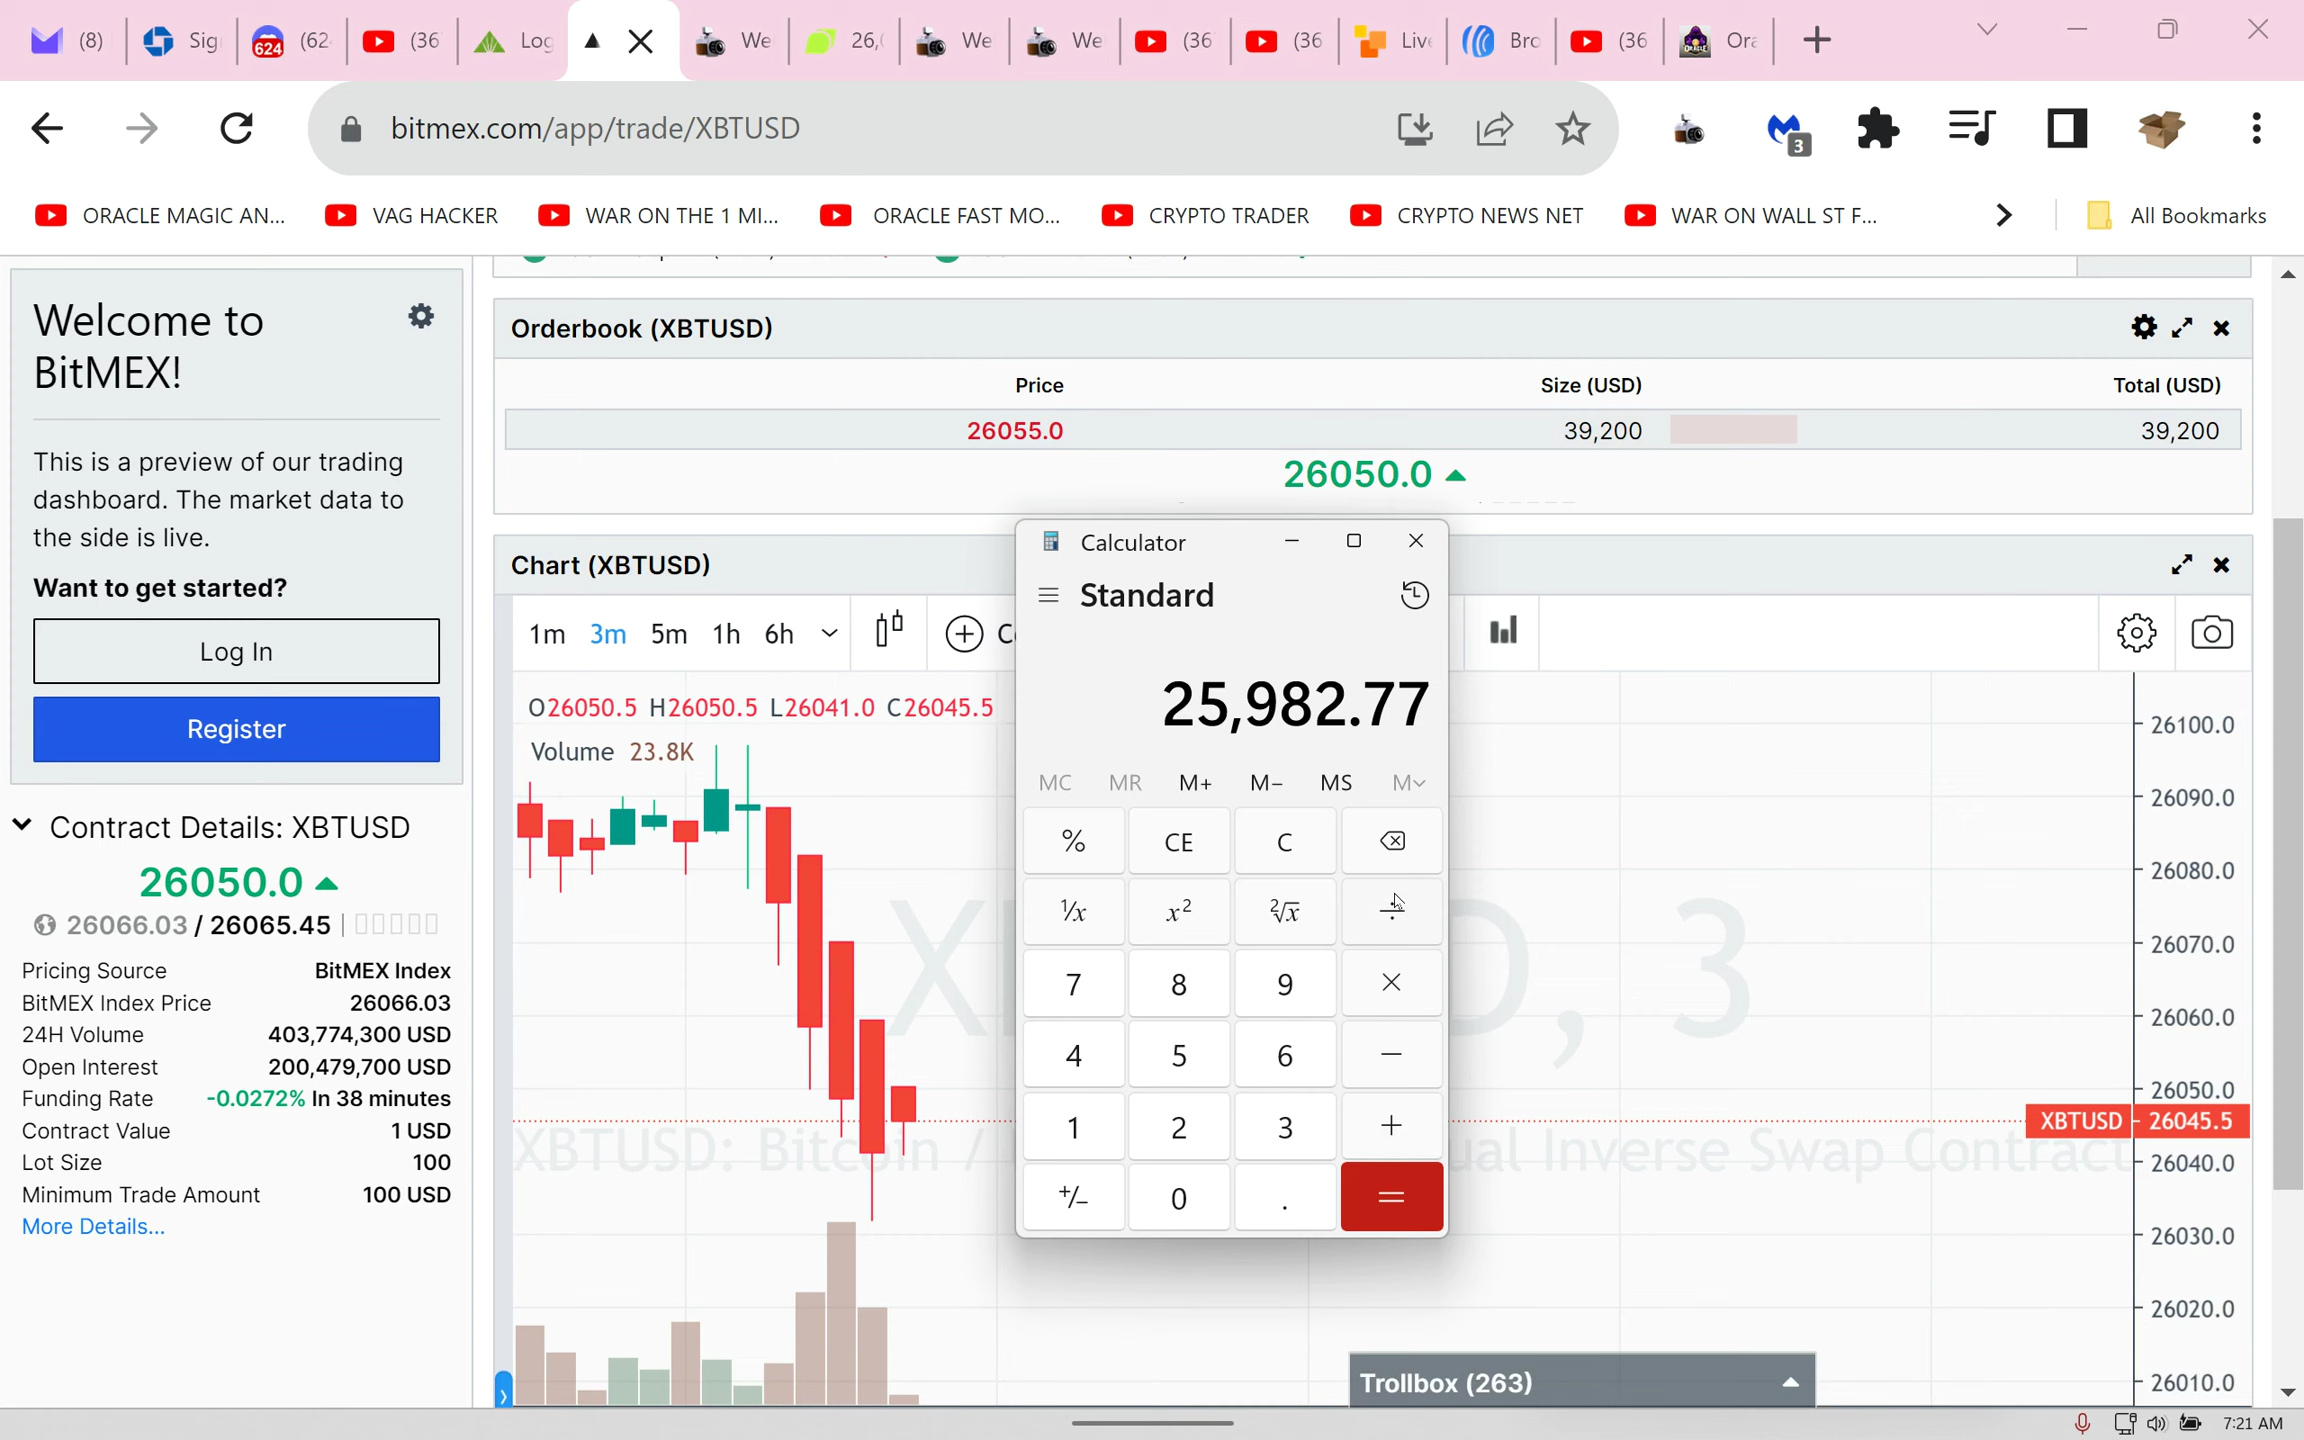 (8)
Sig
624
(62
(36
Log
We
26,0
We
We
(36
(36
Live
Bro
(36
Ora
bitmex.com/app/trade/XBTUSD
3
ORACLE MAGIC AN...
VAG HACKER
WAR ON THE 1 MI...
ORACLE FAST MO...
CRYPTO TRADER
CRYPTO NEWS NET
WAR ON WALL ST F...
All Bookmarks
Welcome to
BitMEX!
This is a preview of our trading
dashboard. The market data to
the side is live.
Want to get started?
Log In
Register
Contract Details: XBTUSD
26050.0
26066.03 / 26065.45
Pricing Source BitMEX Index
BitMEX Index Price 26066.03
24H Volume 403,774,300 USD
Open Interest 200,479,700 USD
Funding Rate -0.0272% In 38 minutes
Contract Value 1 USD
Lot Size 100
Minimum Trade Amount 100 USD
More Details...
Orderbook (XBTUSD)
Price Size (USD) Total (USD)
26055.0 39,200 39,200
26050.0
Chart (XBTUSD)
1m 3m 5m 1h 6h
O26050.5 H26050.5 L26041.0 C26045.5
Volume 23.8K
XBTUSD: Bitcoin /
Swap Contract
Inverse
, 3
26100.0
26090.0
26080.0
26070.0
26060.0
26050.0
XBTUSD 26045.5
26040.0
26030.0
26020.0
26010.0
Calculator
Standard
25,982.77
MC MR M+ M- MS M
% CE C
1/x x² ²√x ÷
7 8 9 ×
4 5 6 −
1 2 3 +
+/- 0 . =
Trollbox (263)
7:21 AM